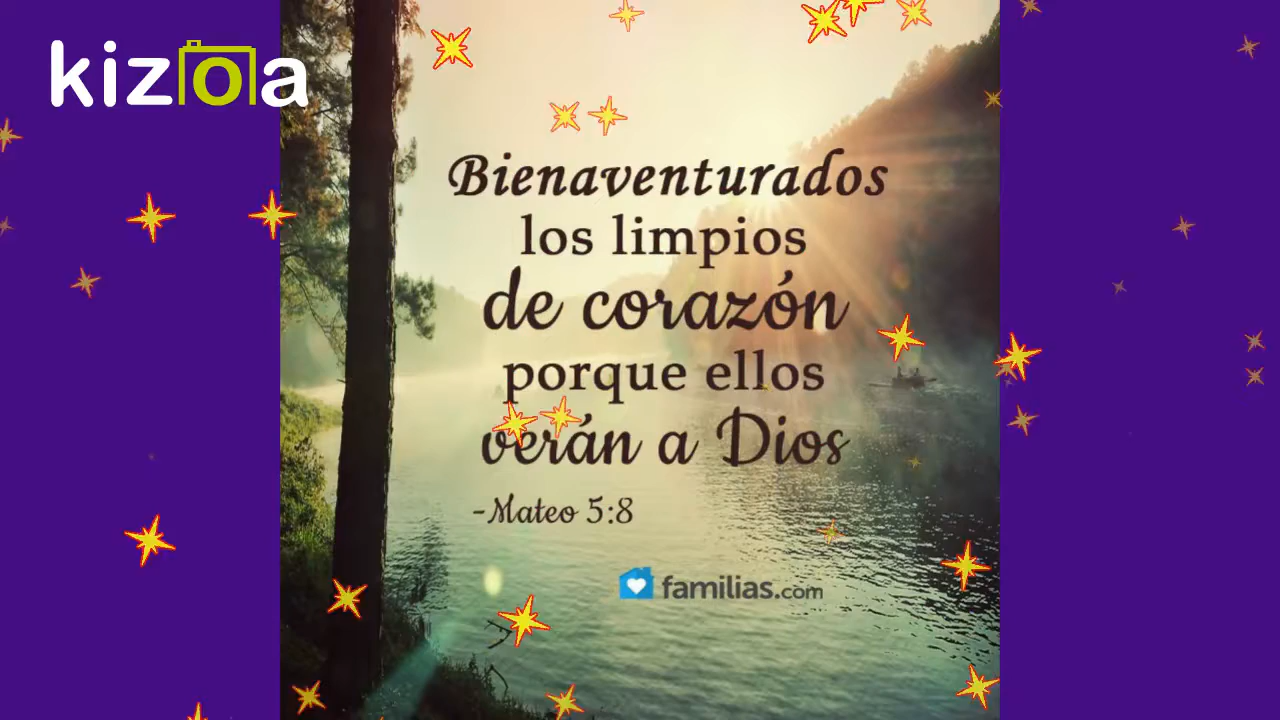 kizoa
Bienaventurados
los limpios
de corazón
porque ellos
verán a Dios
-Mateo 5:8
familias.com